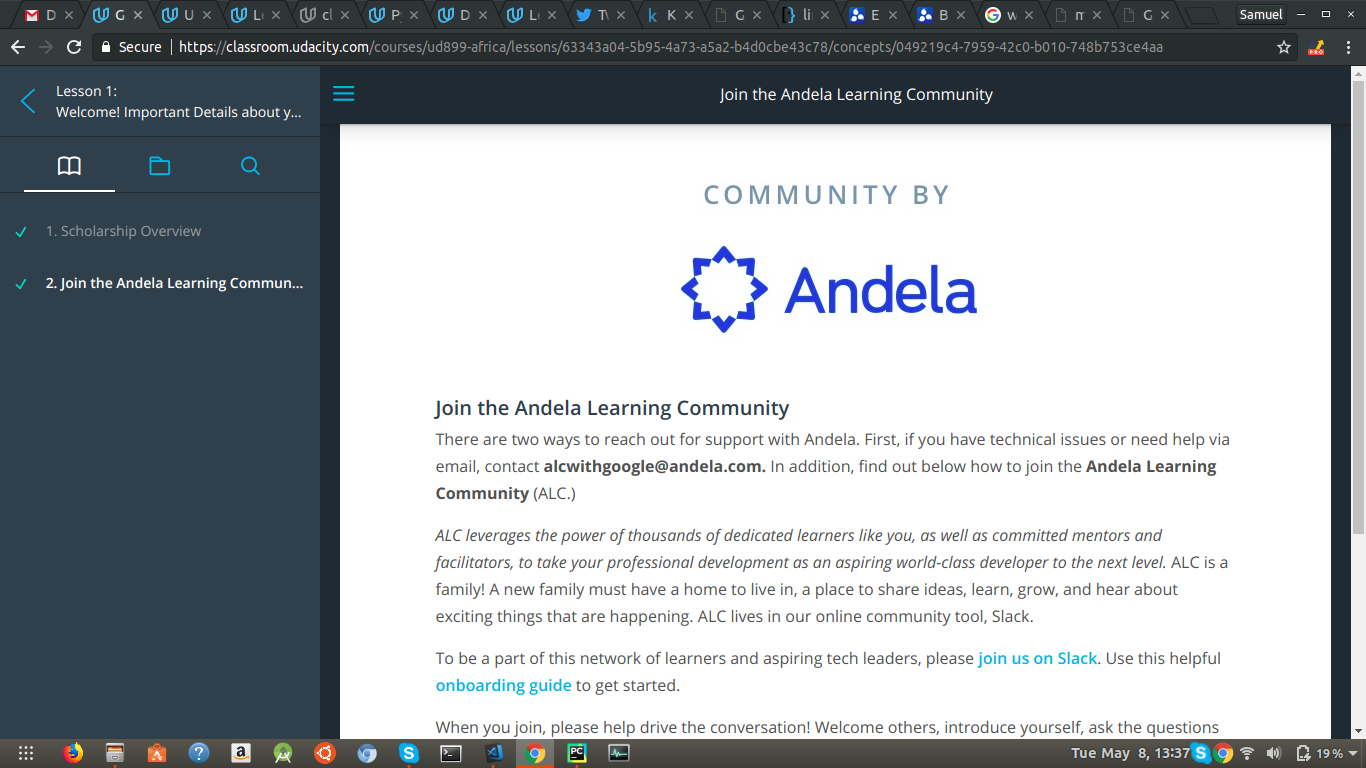 D
G
U
L
cl
P
D
L
Tv
K
G
li
E
B
w
m
G
Samuel
Secure
https://classroom.udacity.com/courses/ud899-africa/lessons/63343a04-5b95-4a73-a5a2-b4d0cbe43c78/concepts/049219c4-7959-42c0-b010-748b753ce4aa
PRO
Lesson 1:
Welcome! Important Details about y...
Join the Andela Learning Community
1. Scholarship Overview
2. Join the Andela Learning Commun...
COMMUNITY BY
Andela
Join the Andela Learning Community
There are two ways to reach out for support with Andela. First, if you have technical issues or need help via
email, contact alcwithgoogle@andela.com. In addition, find out below how to join the Andela Learning
Community (ALC.)
ALC leverages the power of thousands of dedicated learners like you, as well as committed mentors and
facilitators, to take your professional development as an aspiring world-class developer to the next level. ALC is a
family! A new family must have a home to live in, a place to share ideas, learn, grow, and hear about
exciting things that are happening. ALC lives in our online community tool, Slack.
To be a part of this network of learners and aspiring tech leaders, please join us on Slack. Use this helpful
onboarding guide to get started.
When you join, please help drive the conversation! Welcome others, introduce yourself, ask the questions
Tue May 8, 13:37
19%